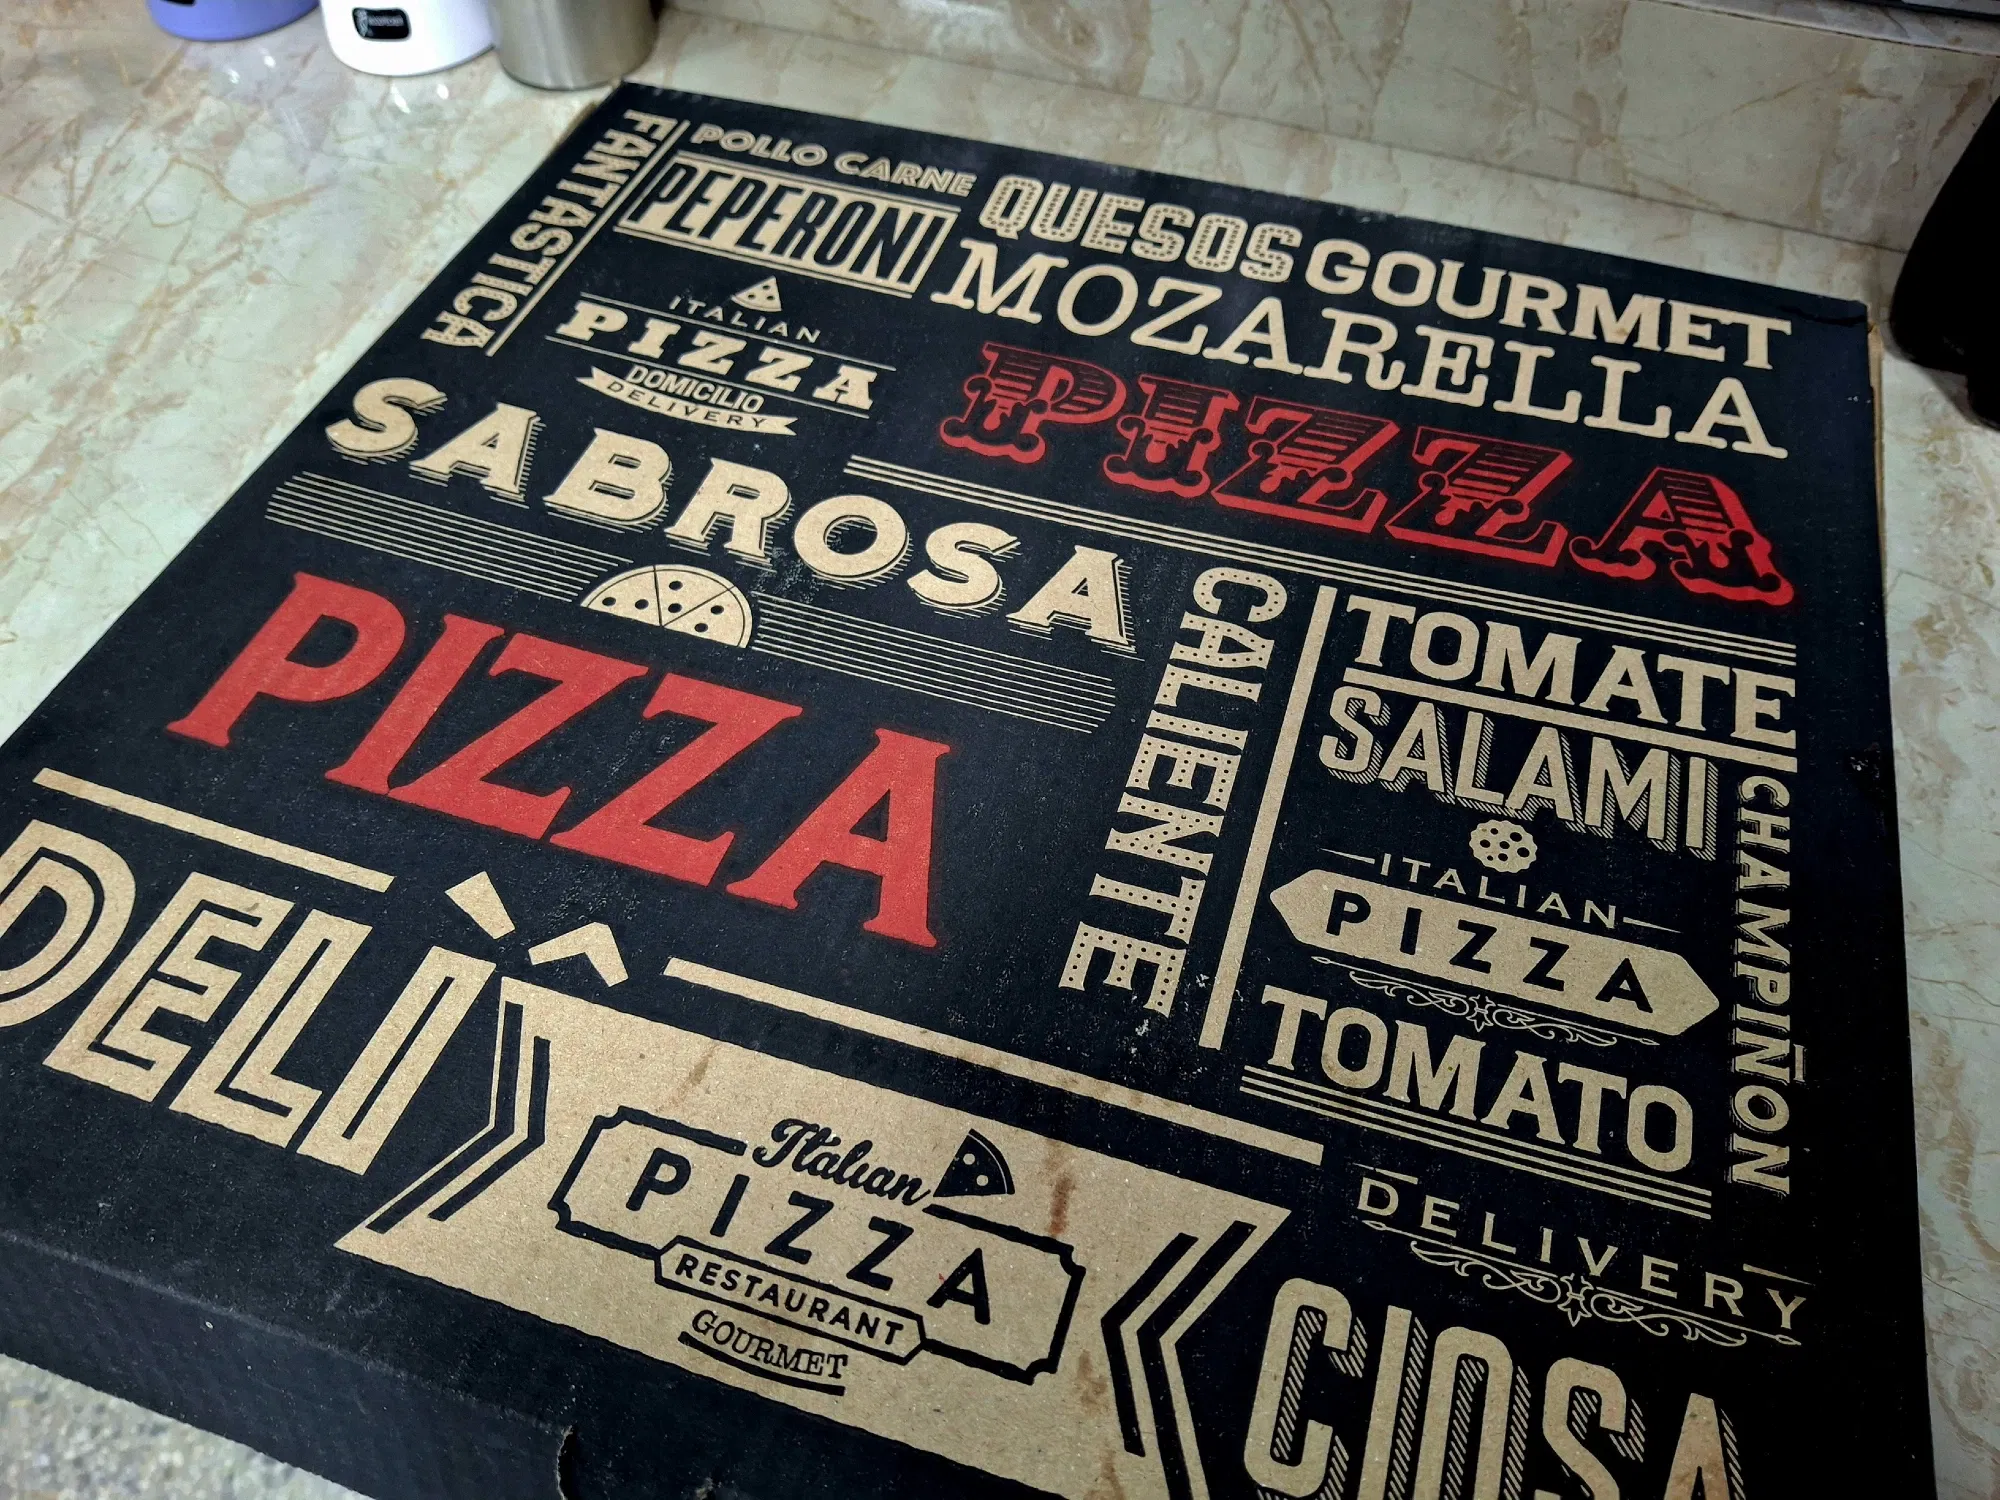 FANTASTICA
POLLO CARNE
PEPERONI
QUESOS GOURMET
MOZARELLA
ITALIAN
PIZZA
DOMICILIO
DELIVERY
PIZZA
SABROSA
PIZZA
CALIENTE
TOMATE
SALAMI
CHAMPIÑON
ITALIAN
PIZZA
TOMATO
DELIVERY
DELI
CIOSA
Italian
PIZZA
RESTAURANT
GOURMET